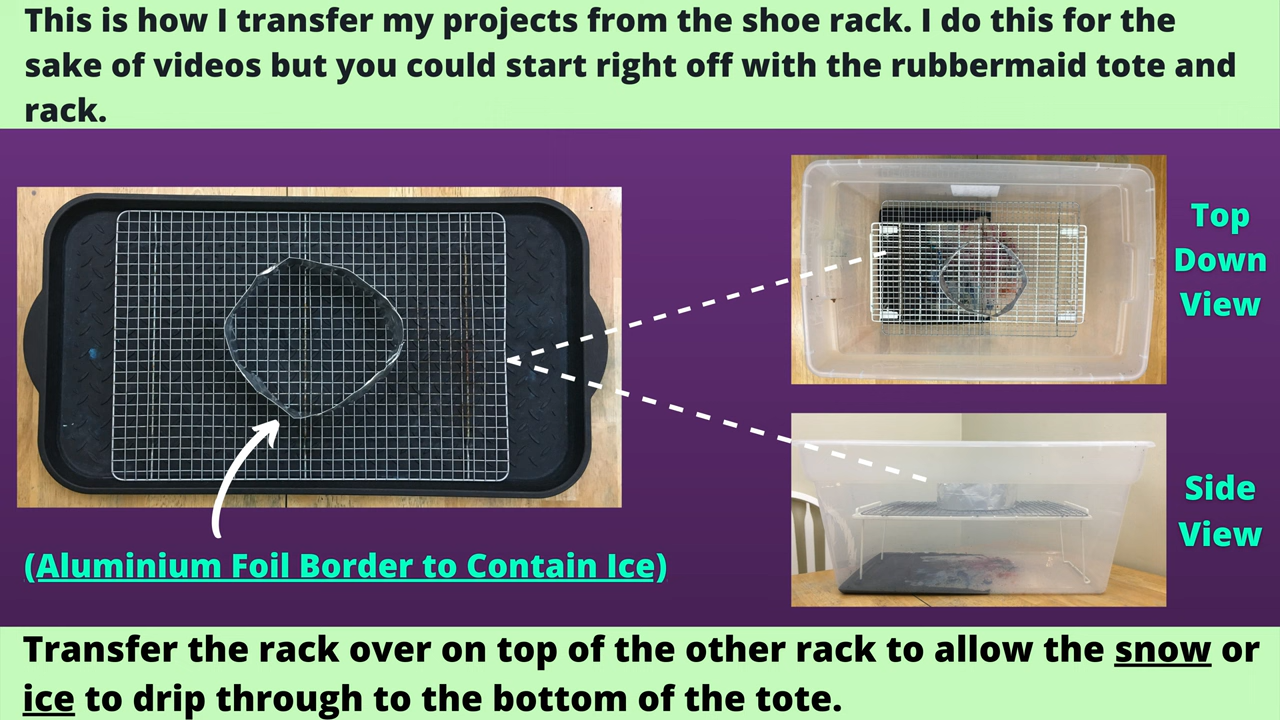 This is how I transfer my projects from the shoe rack. I do this for the
sake of videos but you could start right off with the rubbermaid tote and
rack.
Top
Down
View
Side
View
(Aluminium Foil Border to Contain Ice)
Transfer the rack over on top of the other rack to allow the snow or
ice to drip through to the bottom of the tote.